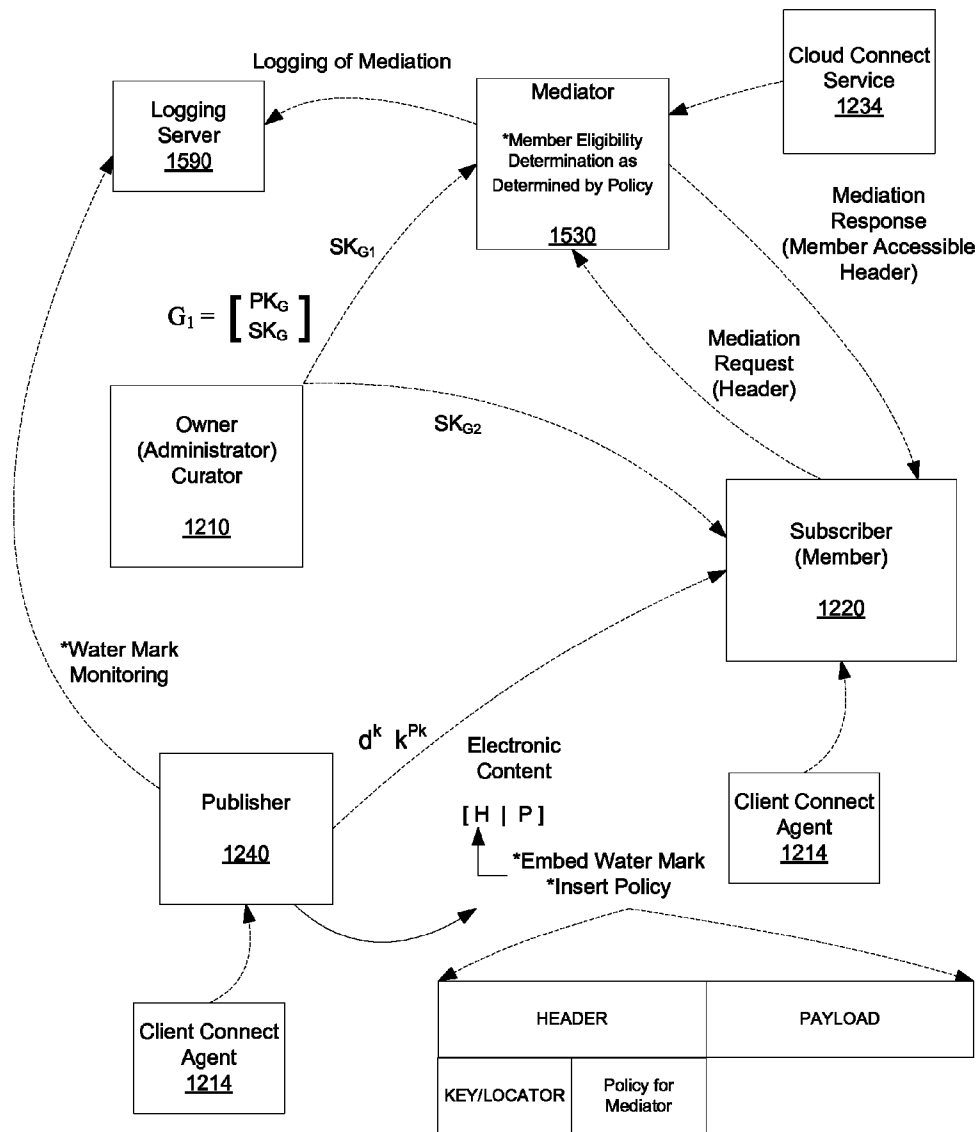 Cloud Connect
Service
1234
Logging of Mediation
Logging
Server
1590
Mediator
*Member Eligibility
Determination as
Determined by Policy
1530
Mediation
Response
(Member Accessible
Header)
SKG1
G1 = [ PKG
SKG ]
Mediation
Request
(Header)
Owner
(Administrator)
Curator
1210
SKG2
Subscriber
(Member)
1220
*Water Mark
Monitoring
d^k k^Pk
Electronic
Content
[ H | P ]
Publisher
1240
*Embed Water Mark
*Insert Policy
Client Connect
Agent
1214
Client Connect
Agent
1214
HEADER
PAYLOAD
KEY/LOCATOR
Policy for
Mediator